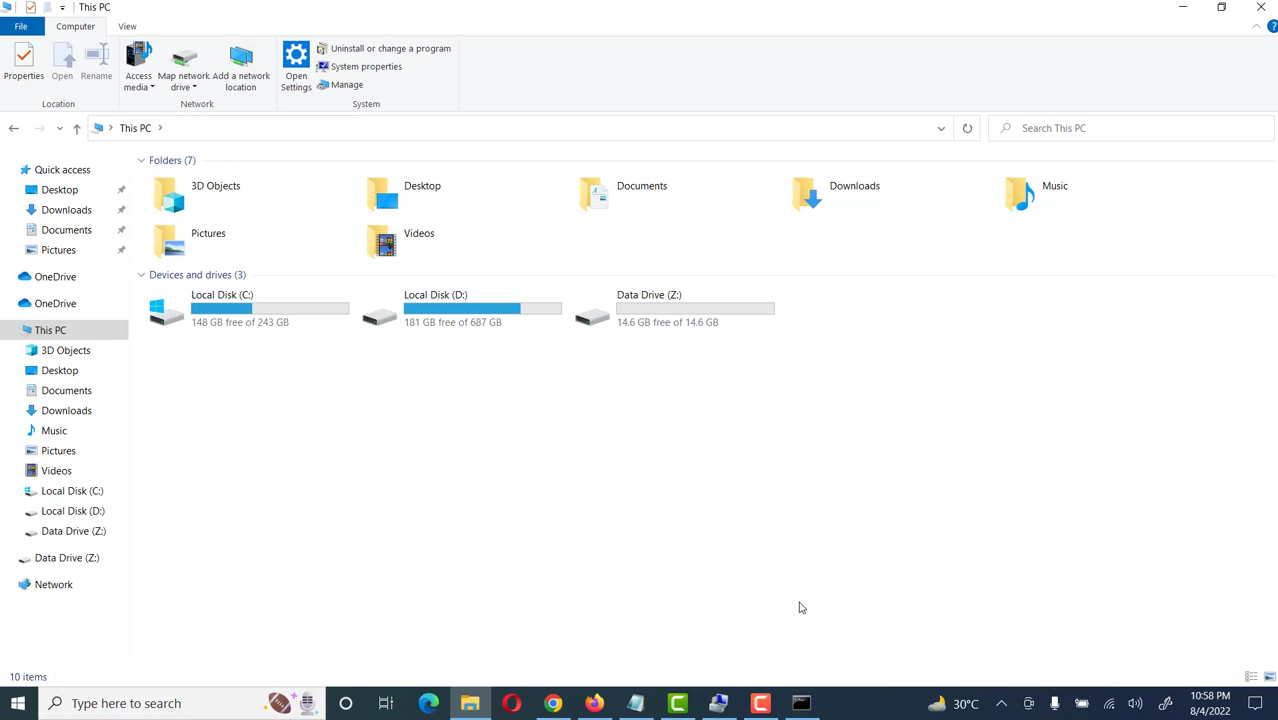 This PC
File
Computer
View
Properties
Open
Rename
Access media
Map network drive
Add a network location
Open Settings
Uninstall or change a program
System properties
Manage
Location
Network
System
This PC
Search This PC
Quick access
Desktop
Downloads
Documents
Pictures
OneDrive
OneDrive
This PC
3D Objects
Desktop
Documents
Downloads
Music
Pictures
Videos
Local Disk (C:)
Local Disk (D:)
Data Drive (Z:)
Data Drive (Z:)
Network
Folders (7)
3D Objects
Desktop
Documents
Downloads
Music
Pictures
Videos
Devices and drives (3)
Local Disk (C:)
148 GB free of 243 GB
Local Disk (D:)
181 GB free of 687 GB
Data Drive (Z:)
14.6 GB free of 14.6 GB
10 items
Type here to search
30°C
10:58 PM
8/4/2022